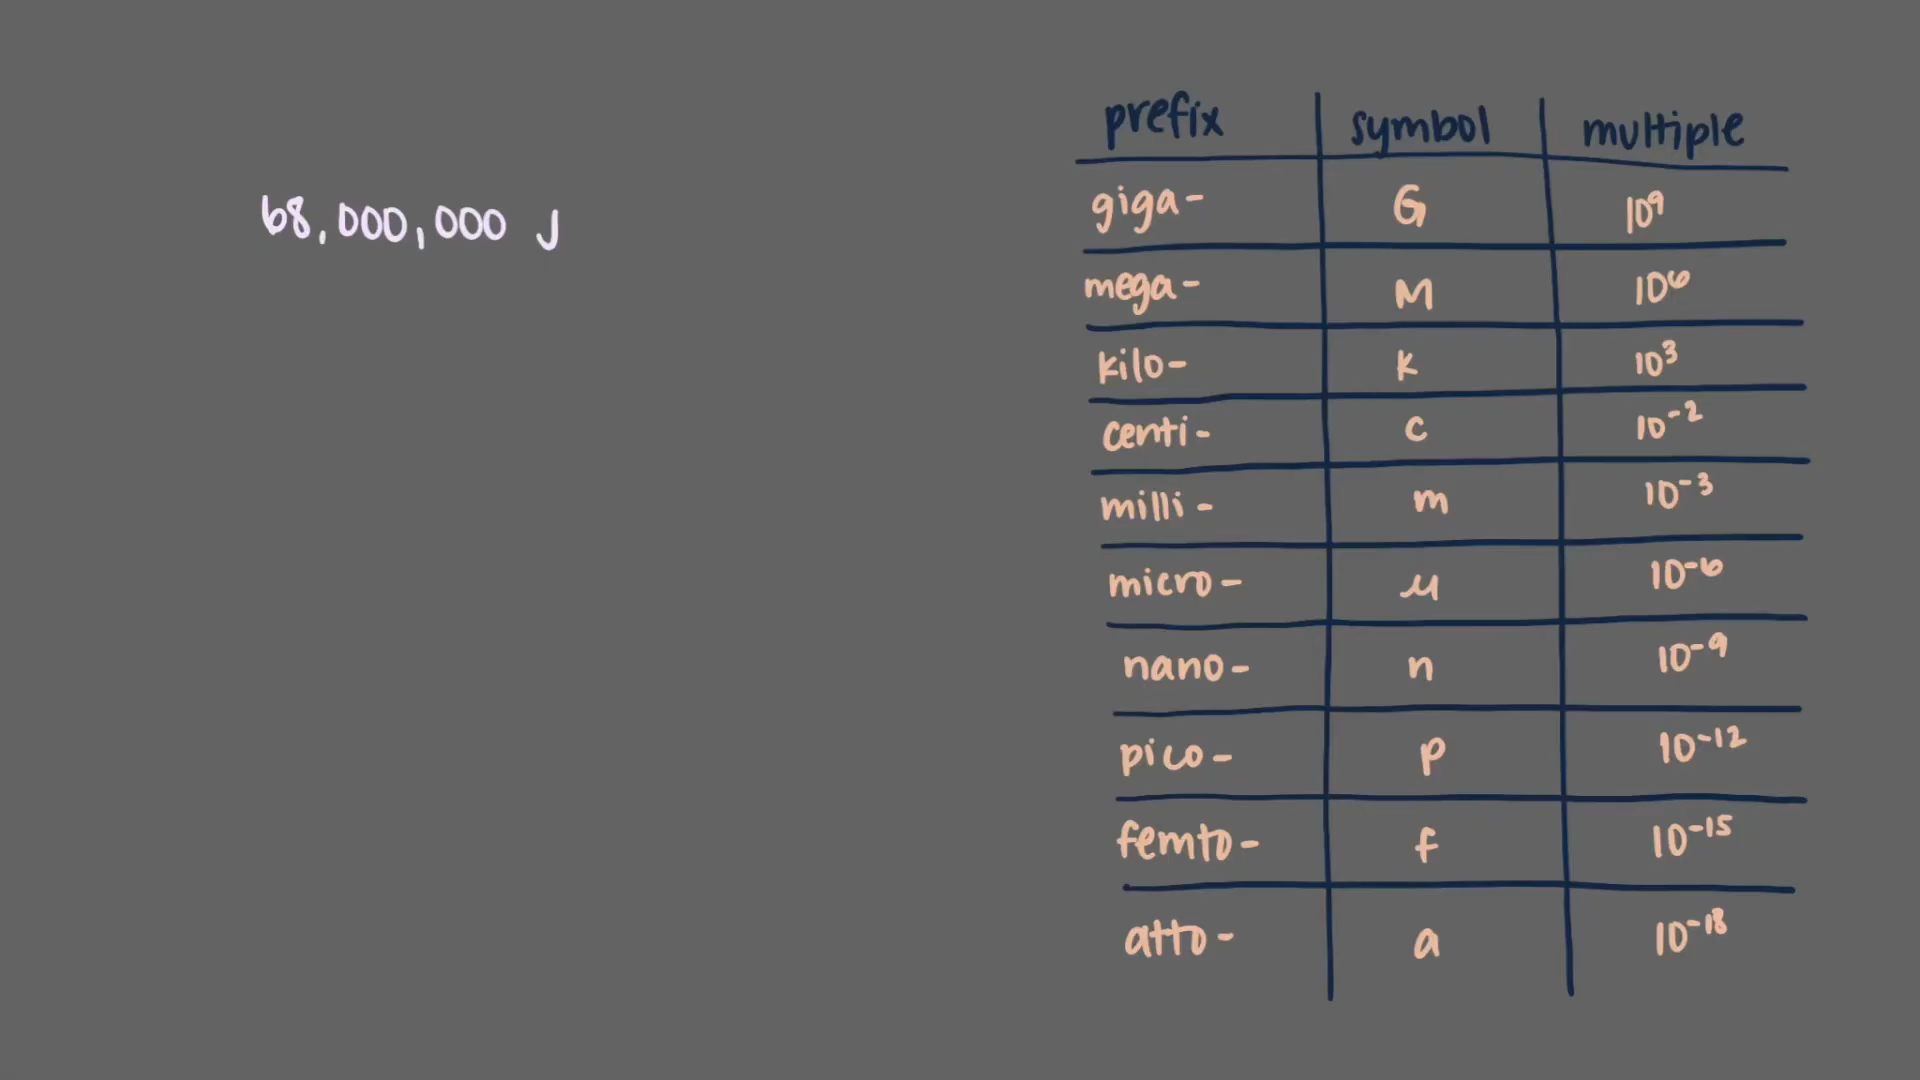 68,000,000 J
prefix symbol multiple
giga- G 10⁹
mega- M 10⁶
kilo- k 10³
centi- c 10⁻²
milli- m 10⁻³
micro- μ 10⁻⁶
nano- n 10⁻⁹
pico- p 10⁻¹²
femto- f 10⁻¹⁵
atto- a 10⁻¹⁸